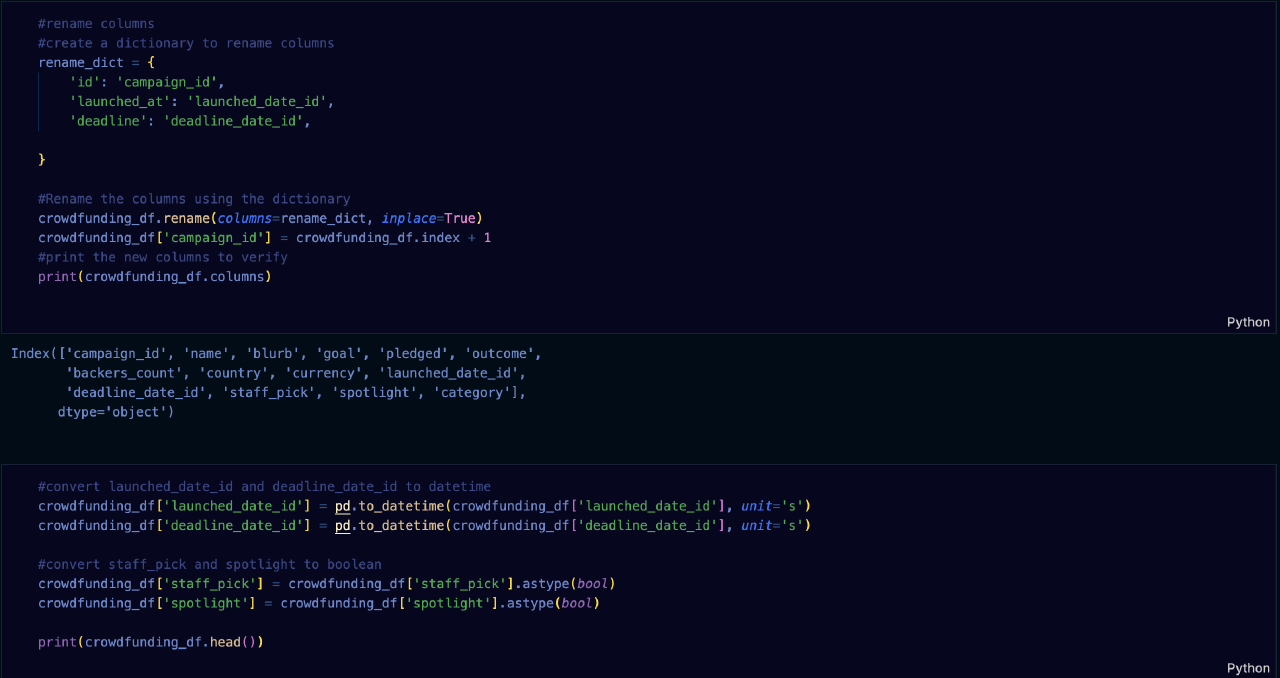 #rename columns
#create a dictionary to rename columns
rename_dict = {
    'id': 'campaign_id',
    'launched_at': 'launched_date_id',
    'deadline': 'deadline_date_id',

}

#Rename the columns using the dictionary
crowdfunding_df.rename(columns=rename_dict, inplace=True)
crowdfunding_df['campaign_id'] = crowdfunding_df.index + 1
#print the new columns to verify
print(crowdfunding_df.columns)
Python
Index(['campaign_id', 'name', 'blurb', 'goal', 'pledged', 'outcome',
       'backers_count', 'country', 'currency', 'launched_date_id',
       'deadline_date_id', 'staff_pick', 'spotlight', 'category'],
      dtype='object')
#convert launched_date_id and deadline_date_id to datetime
crowdfunding_df['launched_date_id'] = pd.to_datetime(crowdfunding_df['launched_date_id'], unit='s')
crowdfunding_df['deadline_date_id'] = pd.to_datetime(crowdfunding_df['deadline_date_id'], unit='s')

#convert staff_pick and spotlight to boolean
crowdfunding_df['staff_pick'] = crowdfunding_df['staff_pick'].astype(bool)
crowdfunding_df['spotlight'] = crowdfunding_df['spotlight'].astype(bool)

print(crowdfunding_df.head())
Python